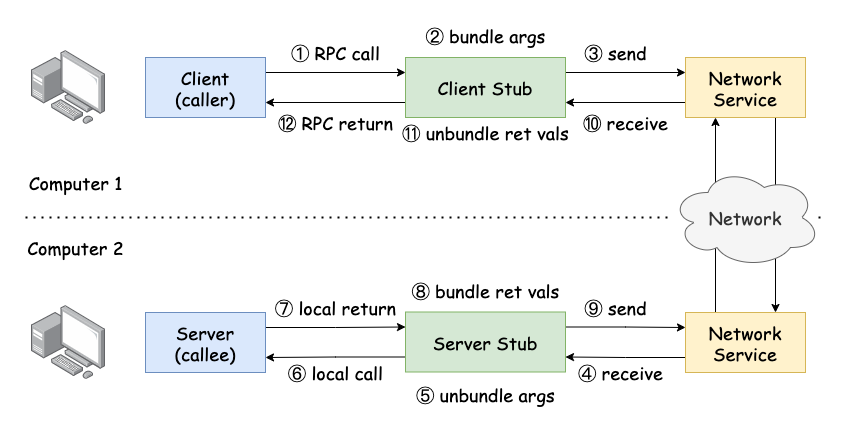 ② bundle args
① RPC call
③ send
Client
(caller)
Client Stub
Network
Service
⑫ RPC return
⑪ unbundle ret vals
⑩ receive
Computer 1
Network
Computer 2
⑧ bundle ret vals
⑦ local return
⑨ send
Server
(callee)
Server Stub
Network
Service
⑥ local call
④ receive
⑤ unbundle args